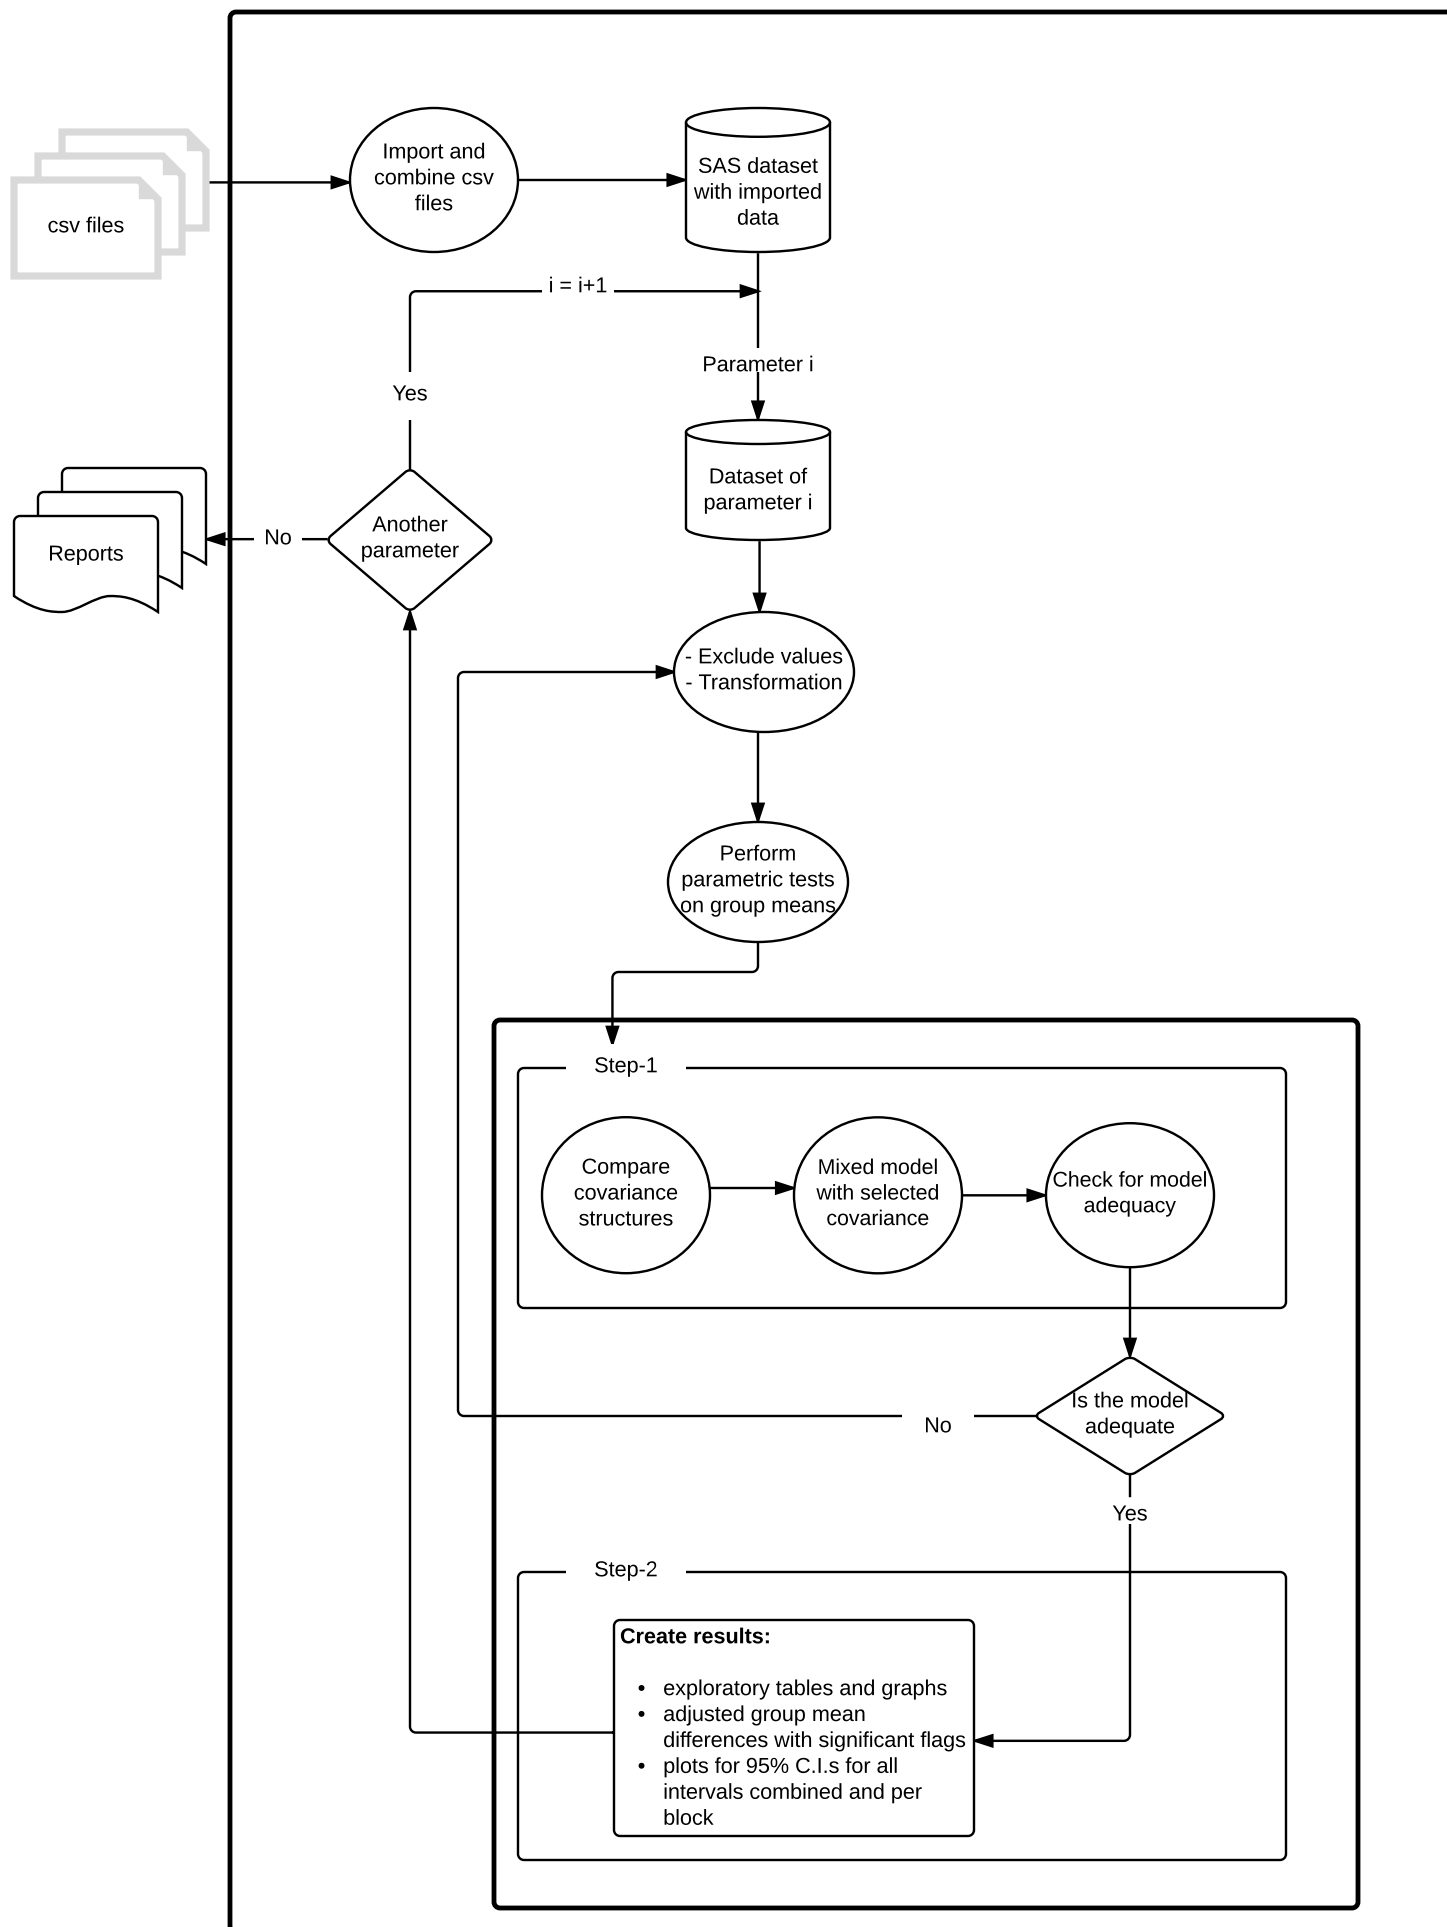 Import and
combine csv
files
SAS dataset
with imported
data
csv files
i = i+1
Parameter i
Yes
Dataset of
parameter i
Another
parameter
No
Reports
- Exclude values
- Transformation
Perform
parametric tests
on group means
Step-1
Compare
covariance
structures
Mixed model
with selected
covariance
Check for model
adequacy
Is the model
adequate
No
Yes
Step-2
Create results:
• exploratory tables and graphs
• adjusted group mean
differences with significant flags
• plots for 95% C.I.s for all
intervals combined and per
block